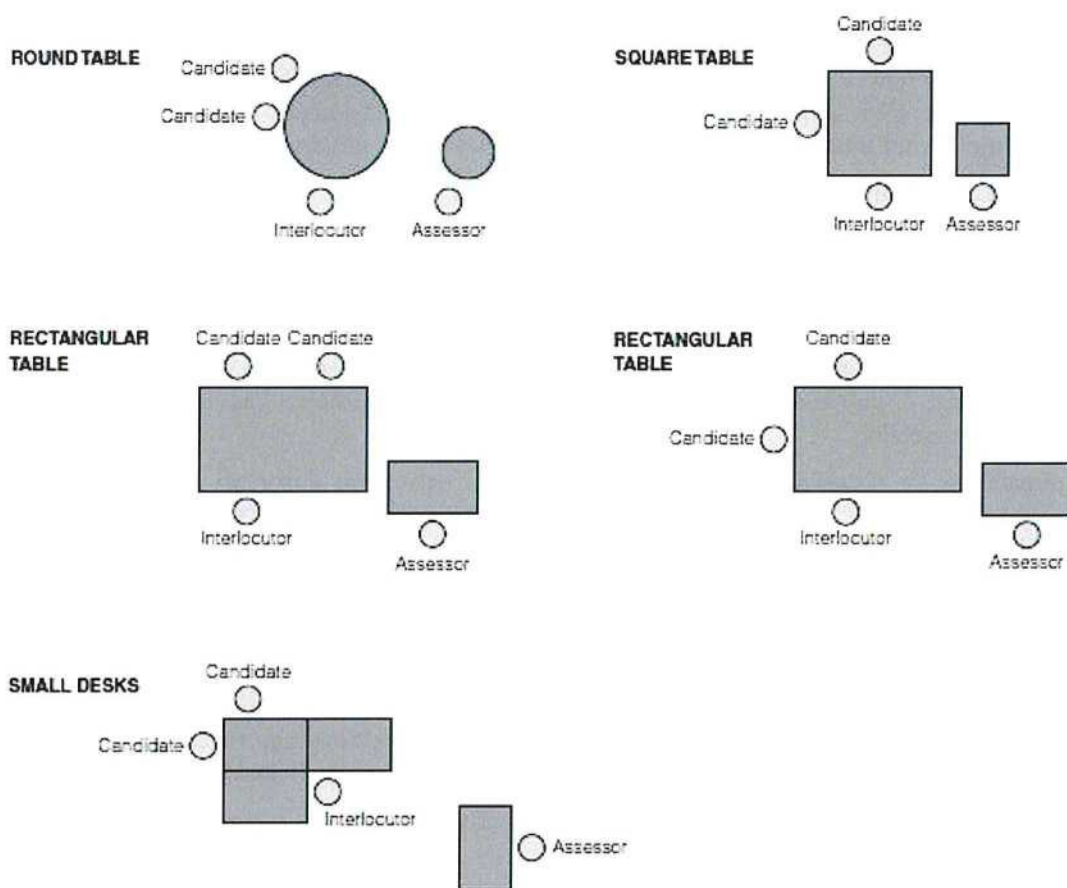 ROUND TABLE
Candidate
Candidate
Interlocutor
Assessor
SQUARE TABLE
Candidate
Candidate
Interlocutor
Assessor
RECTANGULAR
TABLE
Candidate Candidate
Interlocutor
Assessor
RECTANGULAR
TABLE
Candidate
Candidate
Interlocutor
Assessor
SMALL DESKS
Candidate
Candidate
Interlocutor
Assessor